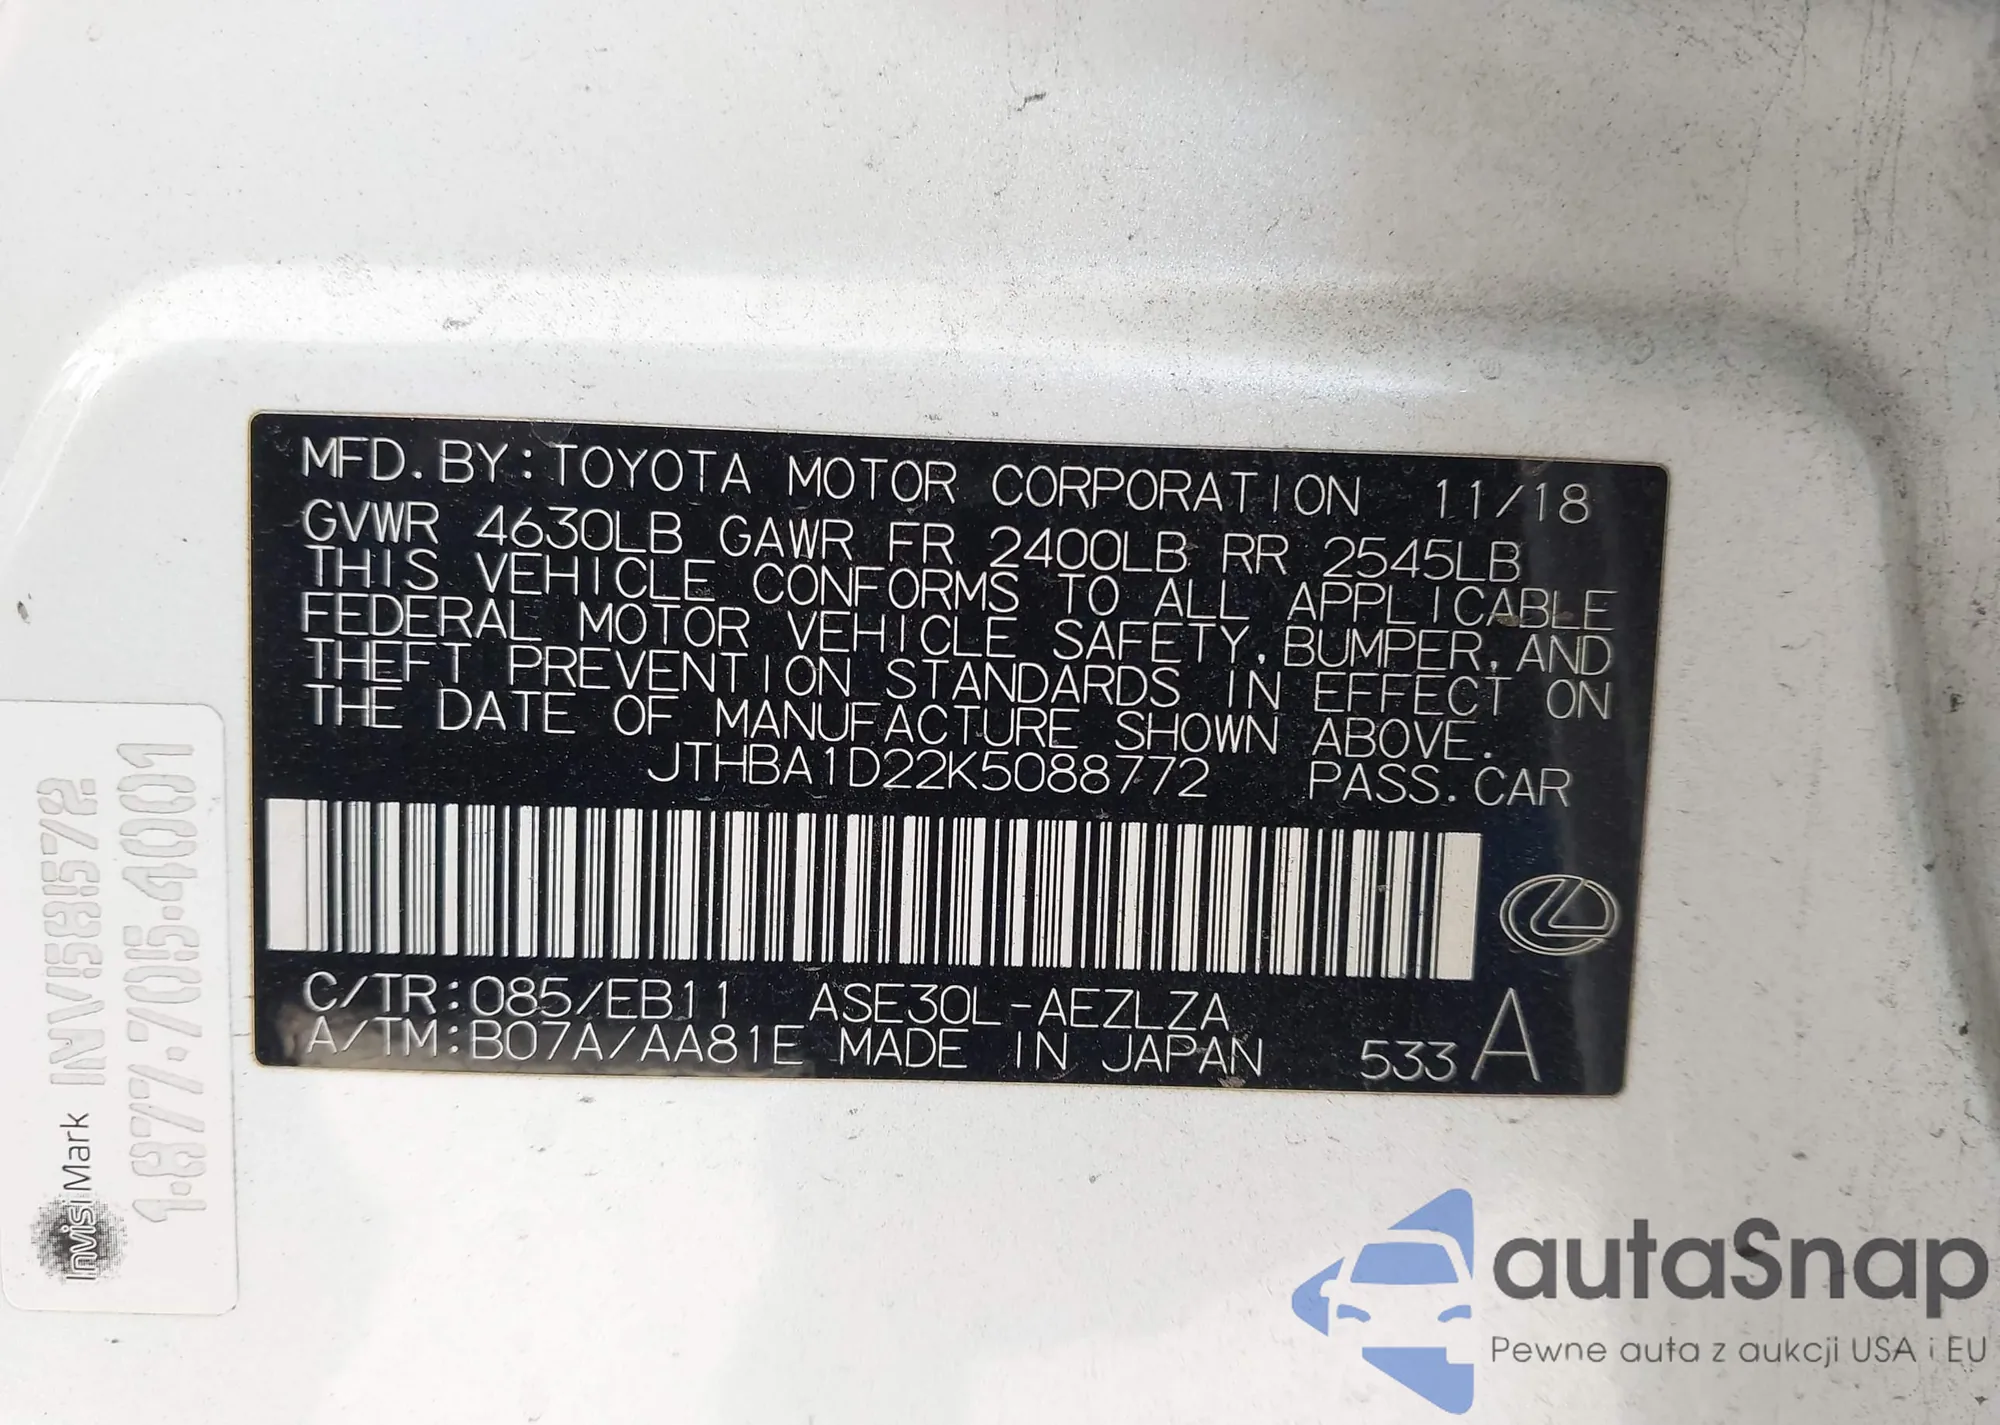 MFD. BY: TOYOTA MOTOR CORPORATION 11/18
GVWR 4630LB GAWR FR 2400LB RR 2545LB
THIS VEHICLE CONFORMS TO ALL APPLICABLE
FEDERAL MOTOR VEHICLE SAFETY, BUMPER, AND
THEFT PREVENTION STANDARDS IN EFFECT ON
THE DATE OF MANUFACTURE SHOWN ABOVE.
JTHBA1D22K5088772 PASS. CAR
C/TR: 085/EB11 ASE30L-AEZLZA
A/TM: B07A/AA81E MADE IN JAPAN 533 A
InvisiMark INV58572
1.877.705.4001
autaSnap
Pewne auta z aukcji USA i EU